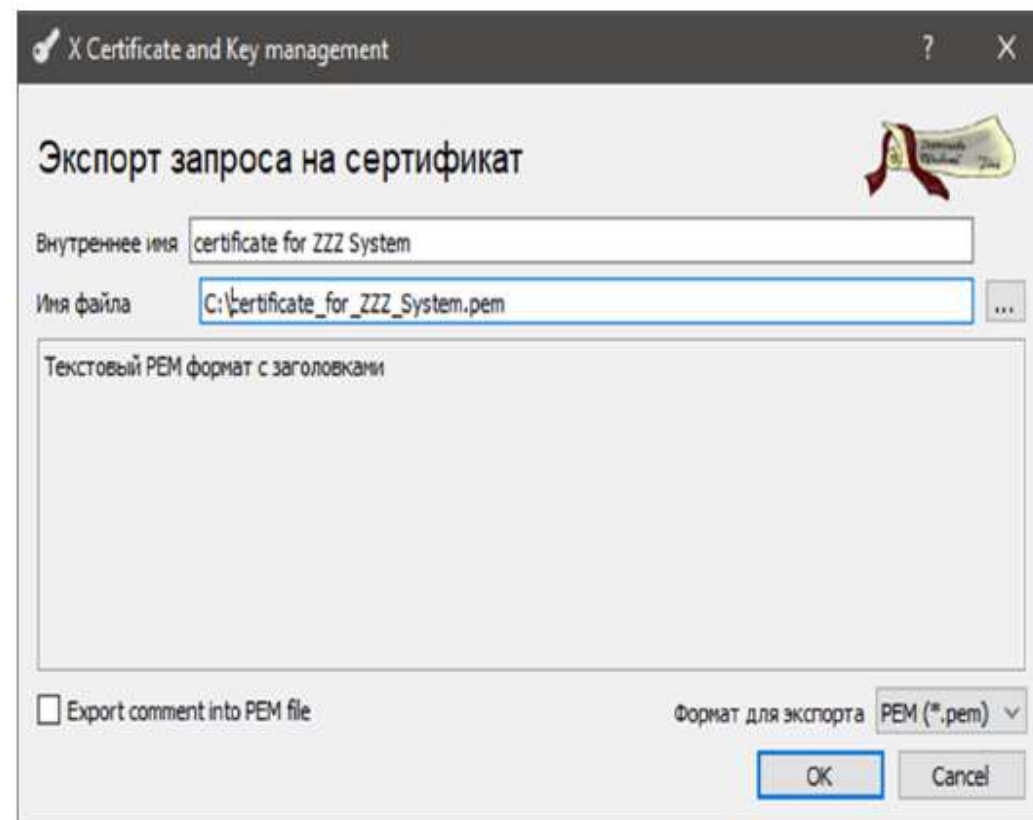 X Certificate and Key management ? X
Экспорт запроса на сертификат
Внутреннее имя certificate for ZZZ System
Имя файла C:\certificate_for_ZZZ_System.pem ...
Текстовый PEM формат с заголовками
Export comment into PEM file
Формат для экспорта PEM (*.pem)
OK Cancel